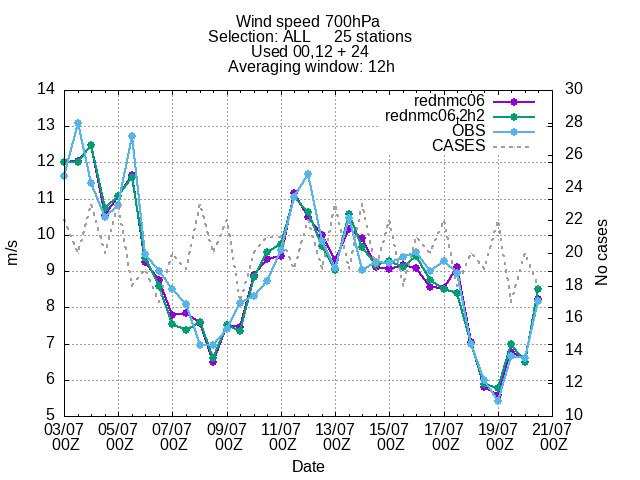 Wind speed 700hPa
Selection: ALL 25 stations
Used 00,12 + 24
Averaging window: 12h
rednmc06
rednmc06,2h2
OBS
CASES
14
13
12
11
10
9
8
7
6
5
m/s
30
28
26
24
22
20
18
16
14
12
10
No cases
03/07 05/07 07/07 09/07 11/07 13/07 15/07 17/07 19/07 21/07
00Z 00Z 00Z 00Z 00Z 00Z 00Z 00Z 00Z 00Z
Date